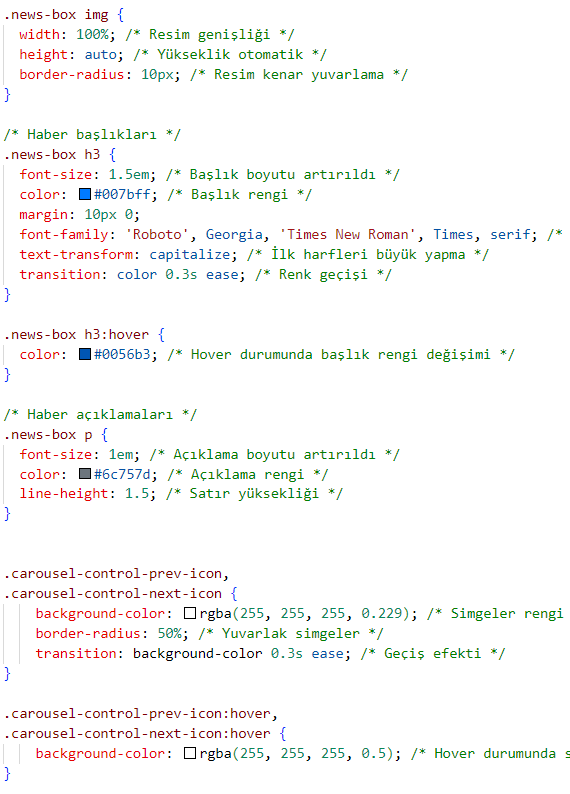 .news-box img {
width: 100%; /* Resim genişliği */
height: auto; /* Yükseklik otomatik */
border-radius: 10px; /* Resim kenar yuvarlama */
}
/* Haber başlıkları */
.news-box h3 {
font-size: 1.5em; /* Başlık boyutu artırıldı */
color: #007bff; /* Başlık rengi */
margin: 10px 0;
font-family: 'Roboto', Georgia, 'Times New Roman', Times, serif; /*
text-transform: capitalize; /* İlk harfleri büyük yapma */
transition: color 0.3s ease; /* Renk geçişi */
}
.news-box h3:hover {
color: #0056b3; /* Hover durumunda başlık rengi değişimi */
}
/* Haber açıklamaları */
.news-box p {
font-size: 1em; /* Açıklama boyutu artırıldı */
color: #6c757d; /* Açıklama rengi */
line-height: 1.5; /* Satır yüksekliği */
}
.carousel-control-prev-icon,
.carousel-control-next-icon {
background-color: rgba(255, 255, 255, 0.229); /* Simgeler rengi
border-radius: 50%; /* Yuvarlak simgeler */
transition: background-color 0.3s ease; /* Geçiş efekti */
}
.carousel-control-prev-icon:hover,
.carousel-control-next-icon:hover {
background-color: rgba(255, 255, 255, 0.5); /* Hover durumunda s
}